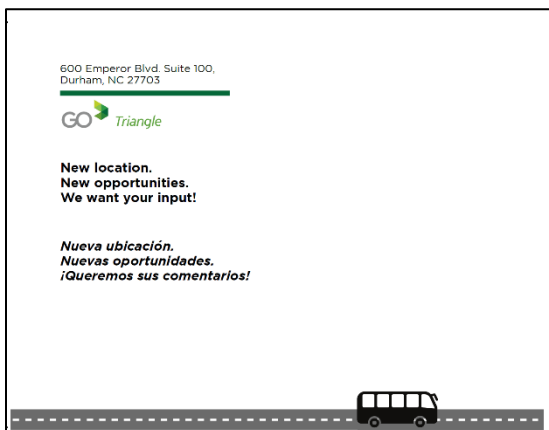 600 Emperor Blvd. Suite 100,
Durham, NC 27703
GO Triangle
New location.
New opportunities.
We want your input!
Nueva ubicación.
Nuevas oportunidades.
¡Queremos sus comentarios!